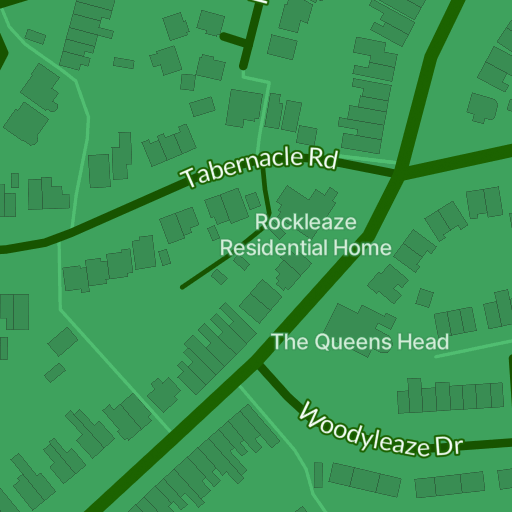 Tabernacle Rd
Rockleaze
Residential Home
The Queens Head
Woodyleaze Dr